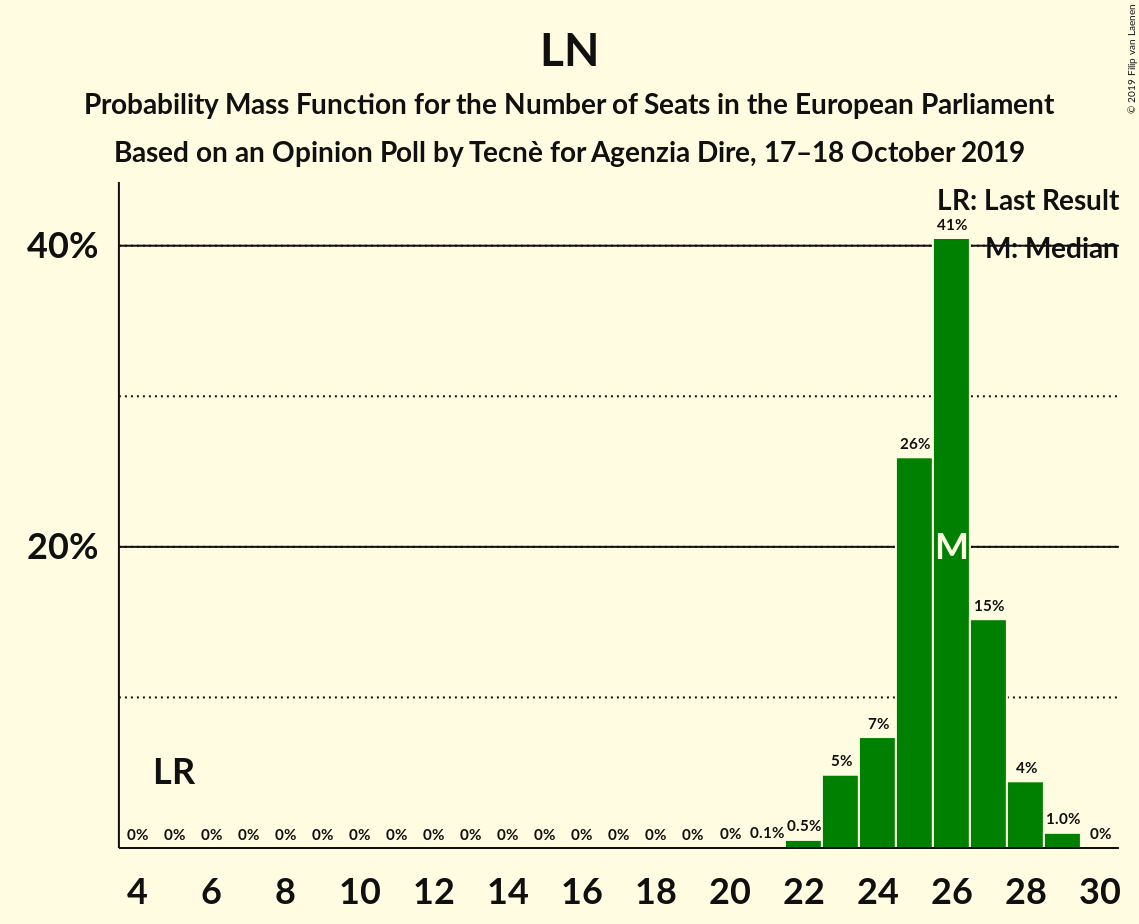 LN
Probability Mass Function for the Number of Seats in the European Parliament
Based on an Opinion Poll by Tecnè for Agenzia Dire, 17–18 October 2019
© 2019 Filip van Laenen
LR: Last Result
M: Median
40%
20%
41%
26%
M
15%
7%
5%
4%
LR
0% 0% 0% 0% 0% 0% 0% 0% 0% 0% 0% 0% 0% 0% 0% 0% 0% 0.1% 0.5% 1.0% 0%
4 6 8 10 12 14 16 18 20 22 24 26 28 30